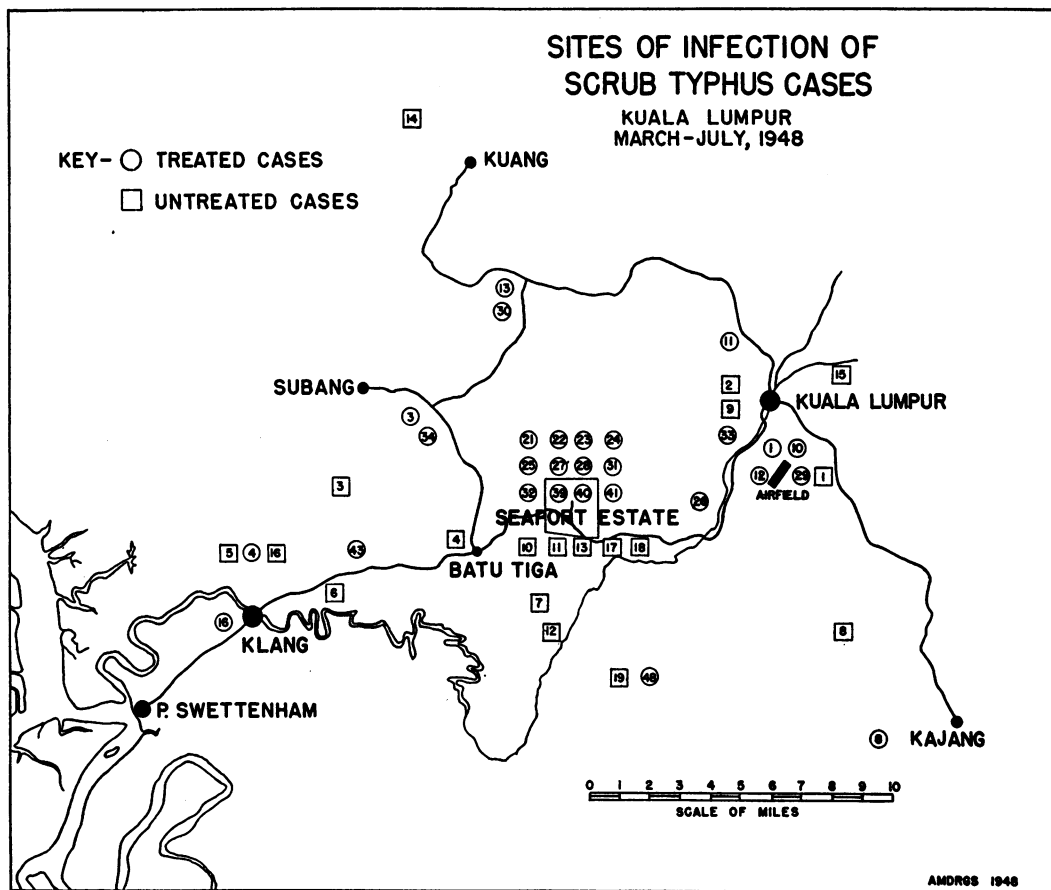 SITES OF INFECTION OF
SCRUB TYPHUS CASES
KUALA LUMPUR
MARCH-JULY, 1948
14
KEY- TREATED CASES
UNTREATED CASES
KUANG
13
30
11
2
15
SUBANG
9
KUALA LUMPUR
3
34
33
21 22 23 24
1 10
25 27 28 31
12 29 1
AIRFIELD
3
32 39 40 41
26
SEAFORT ESTATE
4
5 4 16
43
10 11 13 17 18
BATU TIGA
6
7
16
12
8
KLANG
19 48
P. SWETTENHAM
KAJANG
8
0 1 2 3 4 5 6 7 8 9 10
SCALE OF MILES
AMDRGS 1948